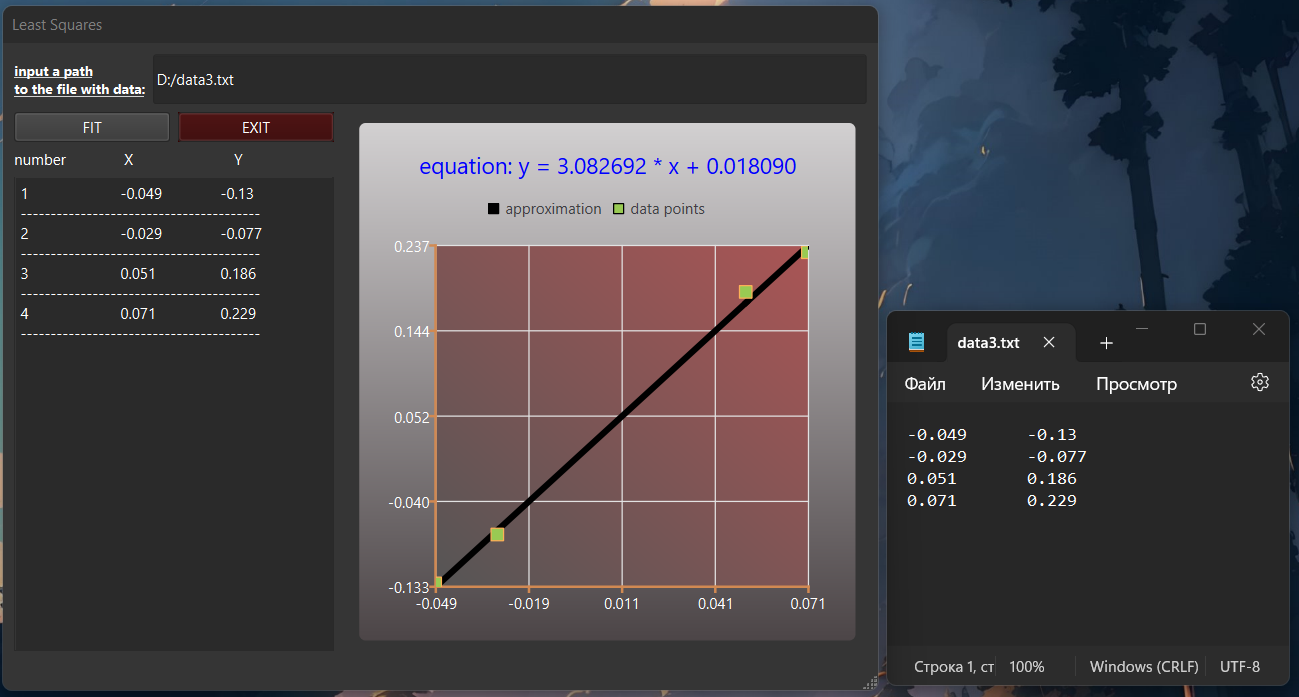 Least Squares
input a path
to the file with data:
D:/data3.txt
FIT
EXIT
number X Y
1 -0.049 -0.13
--------------------------------------------
2 -0.029 -0.077
--------------------------------------------
3 0.051 0.186
--------------------------------------------
4 0.071 0.229
--------------------------------------------
equation: y = 3.082692 * x + 0.018090
approximation data points
0.237
0.144
0.052
-0.040
-0.133
-0.049 -0.019 0.011 0.041 0.071
data3.txt
Файл Изменить Просмотр
-0.049 -0.13
-0.029 -0.077
0.051 0.186
0.071 0.229
Строка 1, ст 100% Windows (CRLF) UTF-8